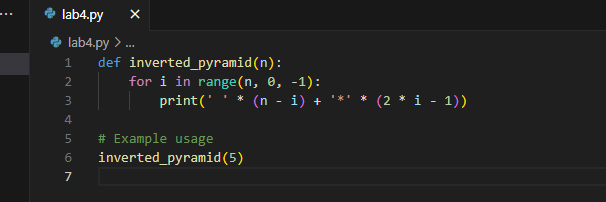 lab4.py ×
lab4.py > ...
1 def inverted_pyramid(n):
2     for i in range(n, 0, -1):
3         print(' ' * (n - i) + '*' * (2 * i - 1))
4
5 # Example usage
6 inverted_pyramid(5)
7